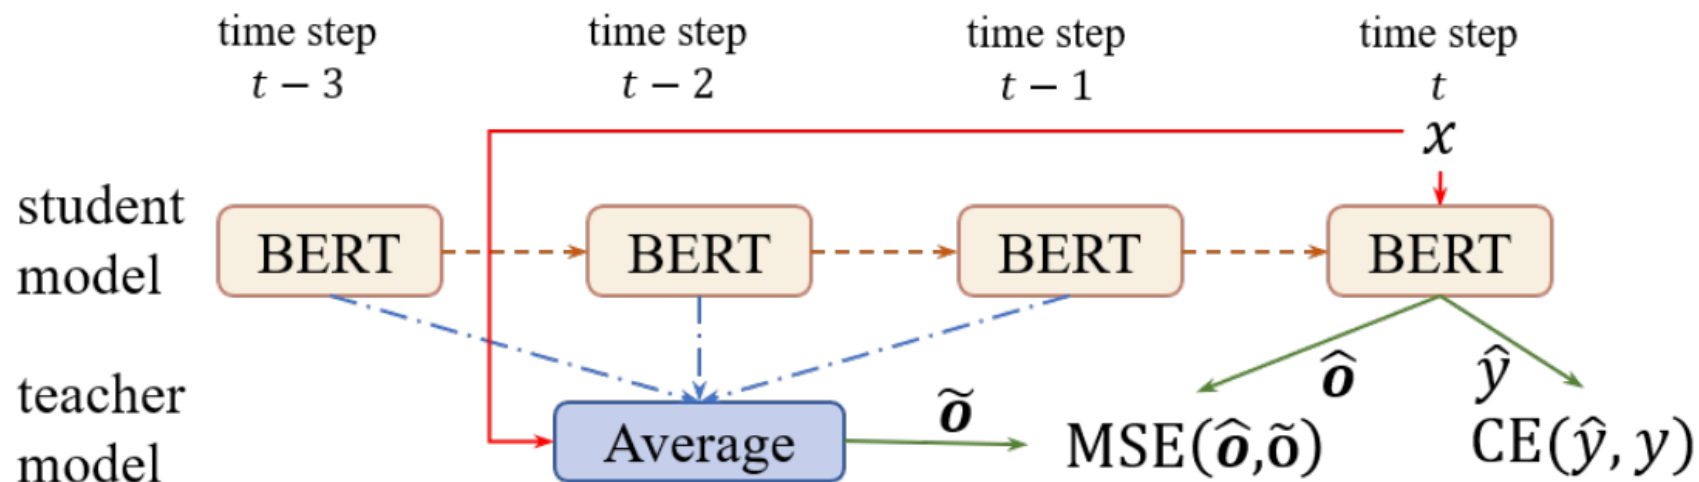 time step time step time step time step
t − 3 t − 2 t − 1 t
x
student
model
BERT BERT BERT BERT
teacher
model
Average
õ
ô
ŷ
MSE(ô,õ)
CE(ŷ, y)